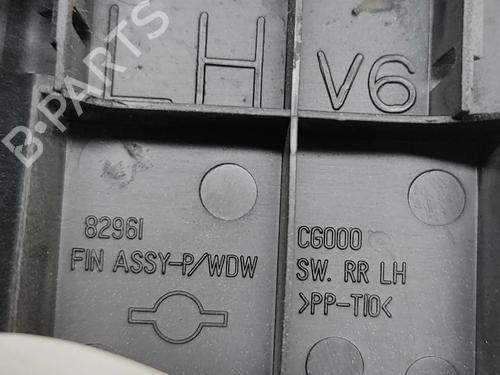 LH V6
82961 CG000
FIN ASSY-P/WDW SW. RR LH
>PP-T10<
B-PARTS